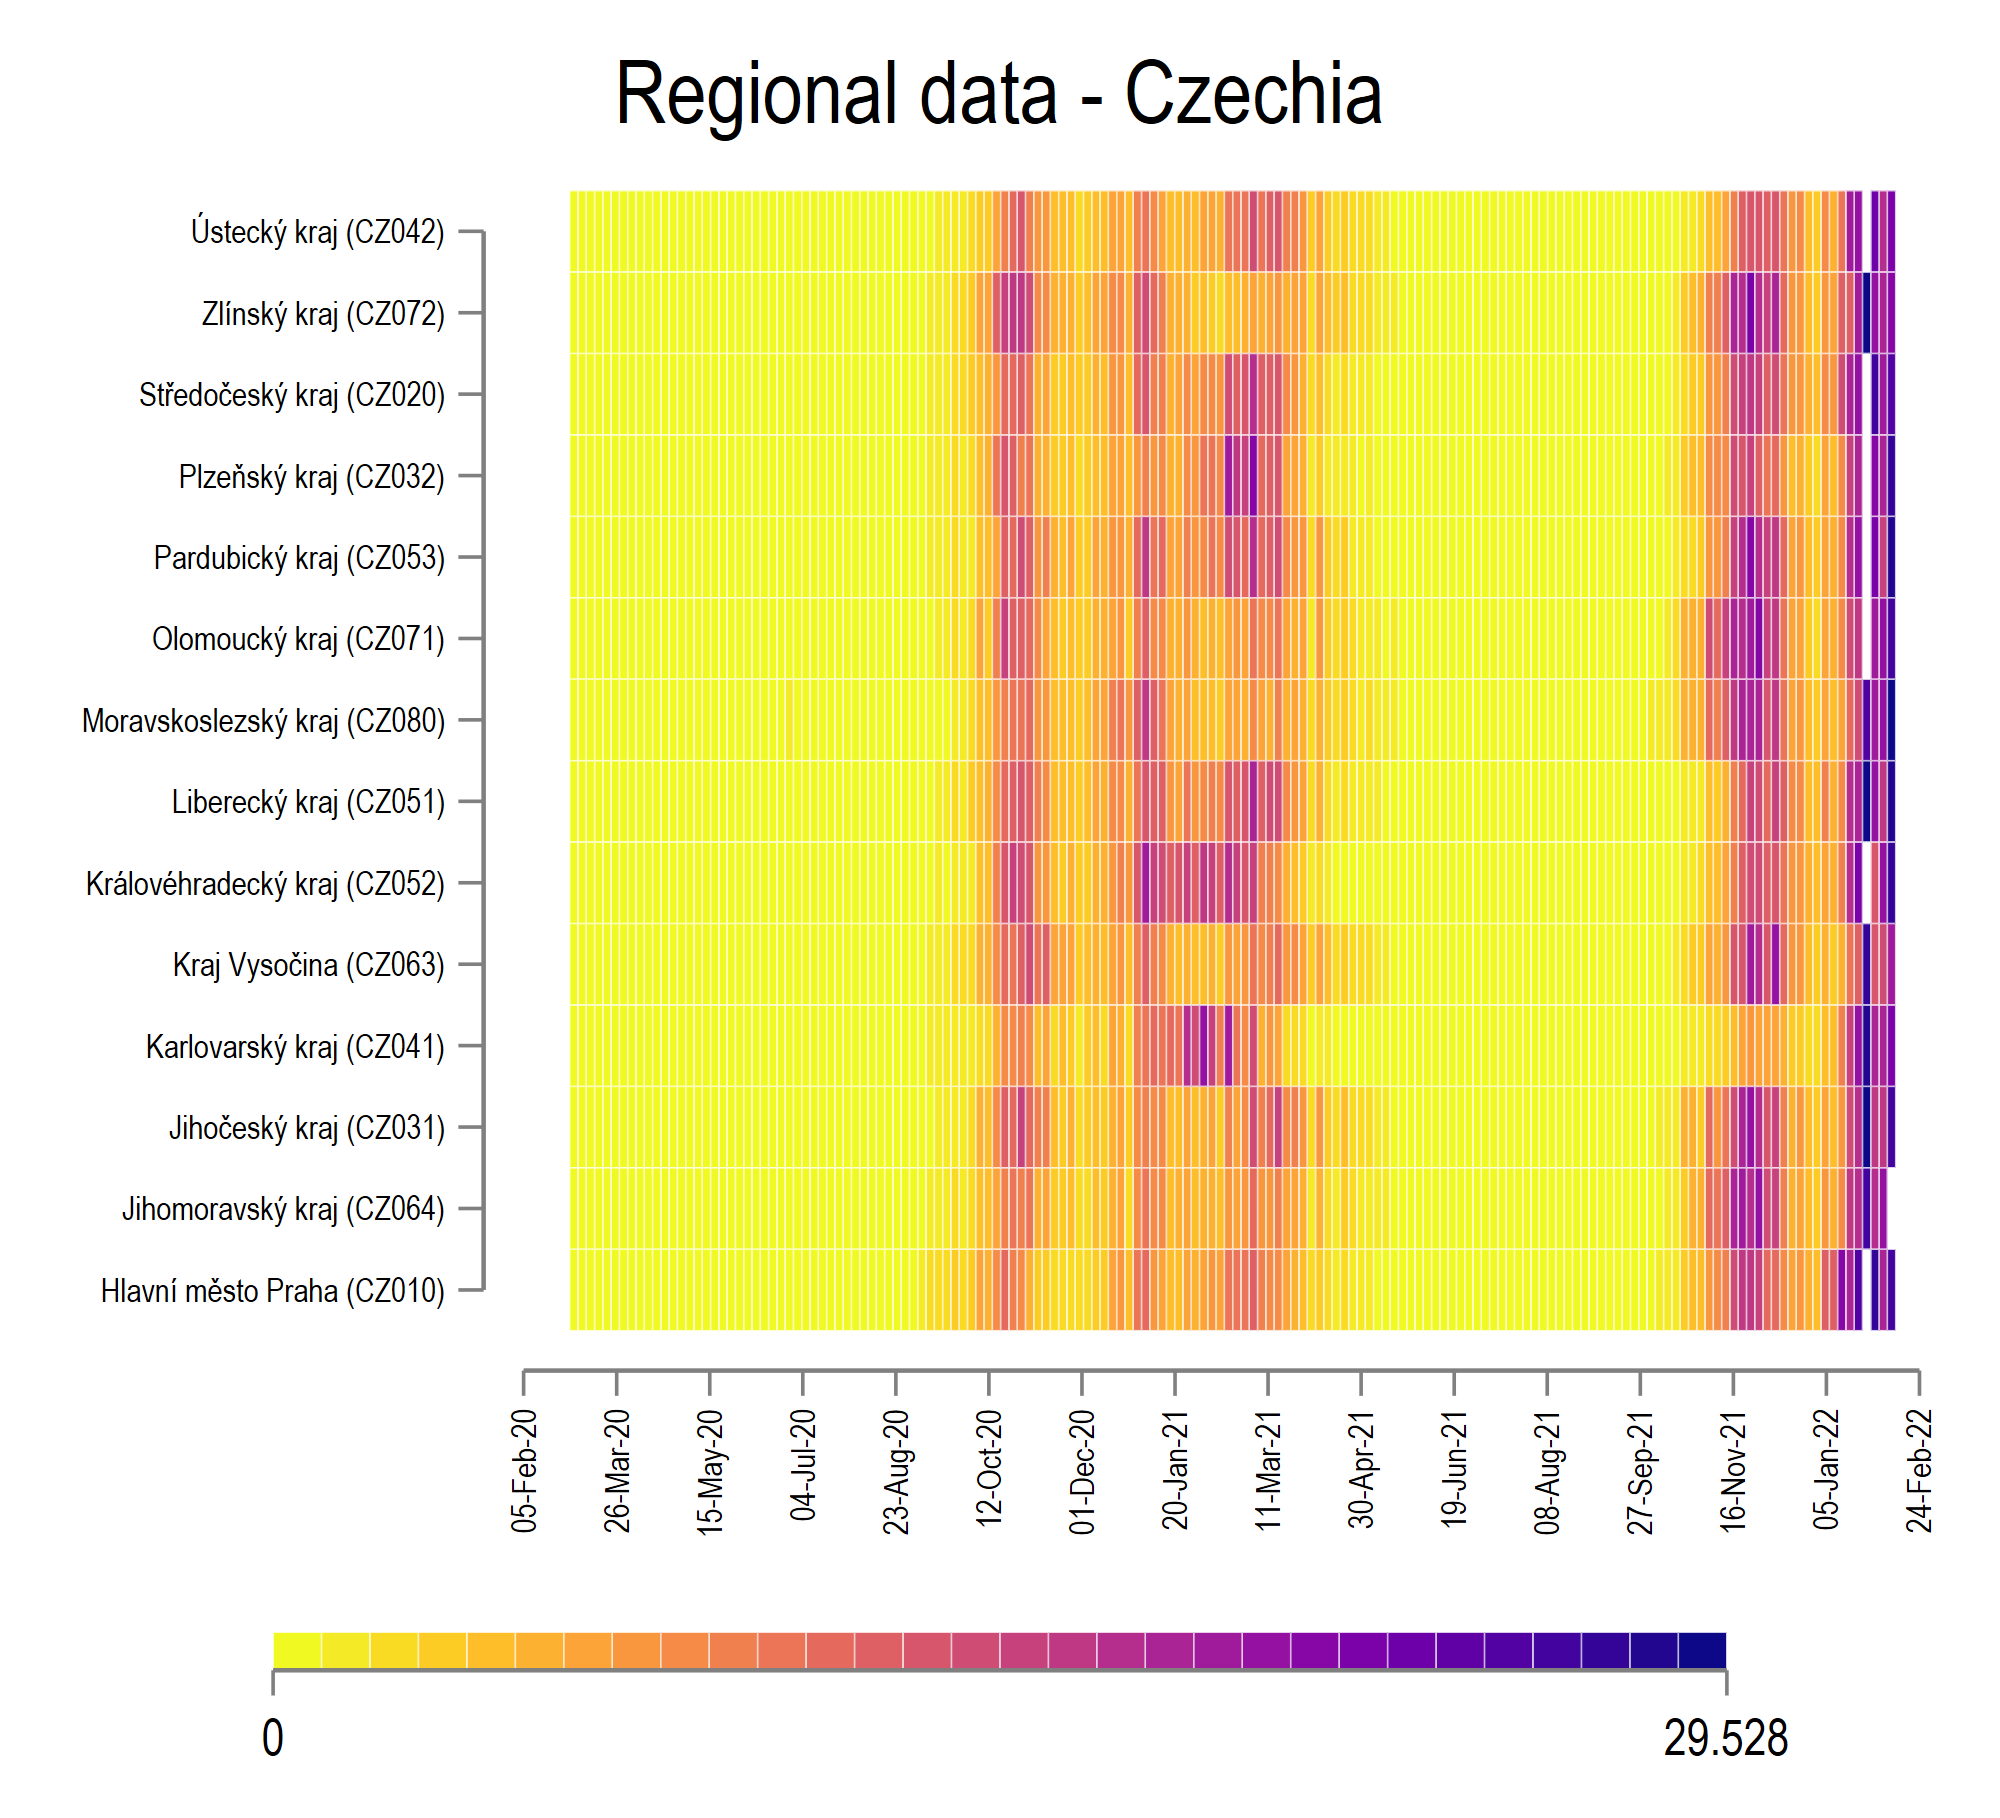 Regional data - Czechia
Ústecký kraj (CZ042)
Zlínský kraj (CZ072)
Středočeský kraj (CZ020)
Plzeňský kraj (CZ032)
Pardubický kraj (CZ053)
Olomoucký kraj (CZ071)
Moravskoslezský kraj (CZ080)
Liberecký kraj (CZ051)
Královéhradecký kraj (CZ052)
Kraj Vysočina (CZ063)
Karlovarský kraj (CZ041)
Jihočeský kraj (CZ031)
Jihomoravský kraj (CZ064)
Hlavní město Praha (CZ010)
05-Feb-20
26-Mar-20
15-May-20
04-Jul-20
23-Aug-20
12-Oct-20
01-Dec-20
20-Jan-21
11-Mar-21
30-Apr-21
19-Jun-21
08-Aug-21
27-Sep-21
16-Nov-21
05-Jan-22
24-Feb-22
0
29.528